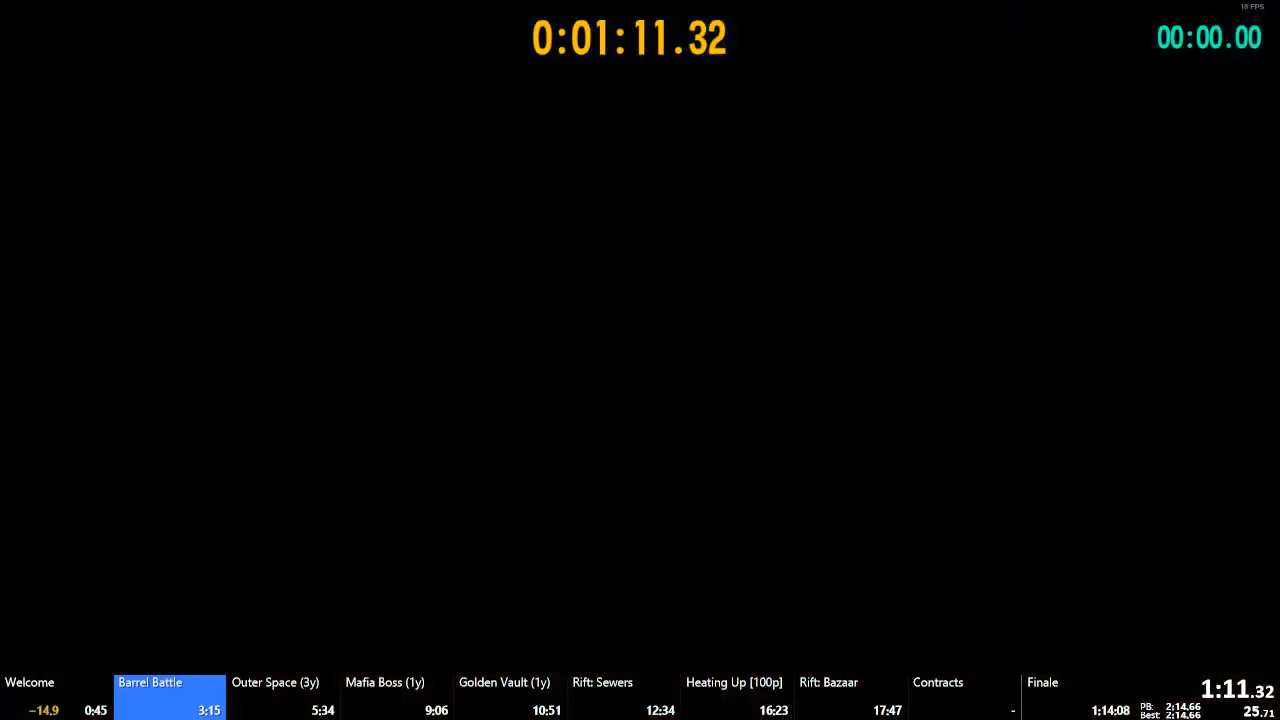 18 FPS
0:01:11.32
00:00.00
Welcome
Barrel Battle
Outer Space (3y)
Mafia Boss (1y)
Golden Vault (1y)
Rift: Sewers
Heating Up [100p]
Rift: Bazaar
Contracts
Finale
1:11.32
−14.9 0:45
3:15
5:34
9:06
10:51
12:34
16:23
17:47
-
1:14:08
PB: 2:14.66
Best: 2:14.66
25.71